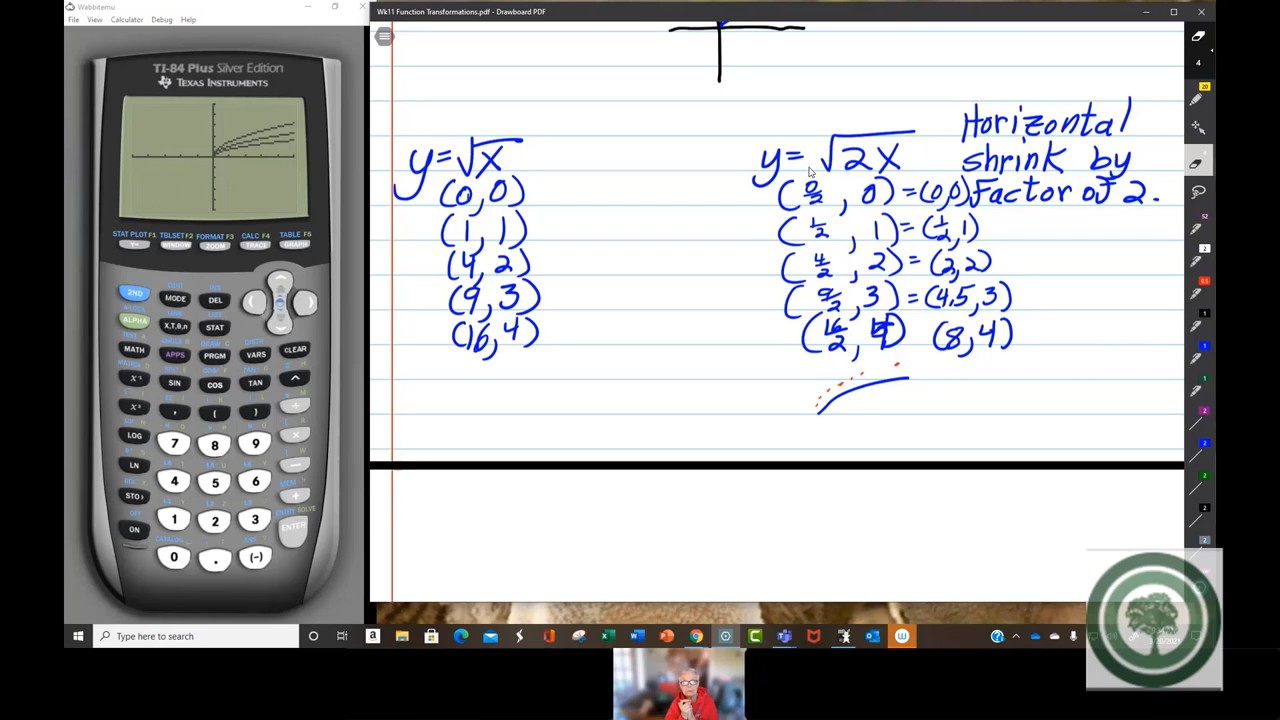 Wabbitemu
File View Calculator Debug Help
TI-84 Plus Silver Edition
TEXAS INSTRUMENTS
STAT PLOT F1 TBLSET F2 FORMAT F3 CALC F4 TABLE F5
Y= WINDOW ZOOM TRACE GRAPH
2ND MODE DEL
ALPHA X,T,θ,n STAT
MATH APPS PRGM VARS CLEAR
SIN COS TAN ^
, ( )
LOG 7 8 9
LN 4 5 6
STO› 1 2 3
ON 0 . (-) ENTER
Wk11 Function Transformations.pdf - Drawboard PDF
y=√x
(0,0)
(1,1)
(4,2)
(9,3)
(16,4)
y=√2x
(0/2, 0)=(0,0)
(1/2, 1)=(1/2,1)
(4/2, 2)=(2,2)
(9/2, 3)=(4.5,3)
(16/2, 4) (8,4)
Horizontal
shrink by
Factor of 2.
4
20
Type here to search